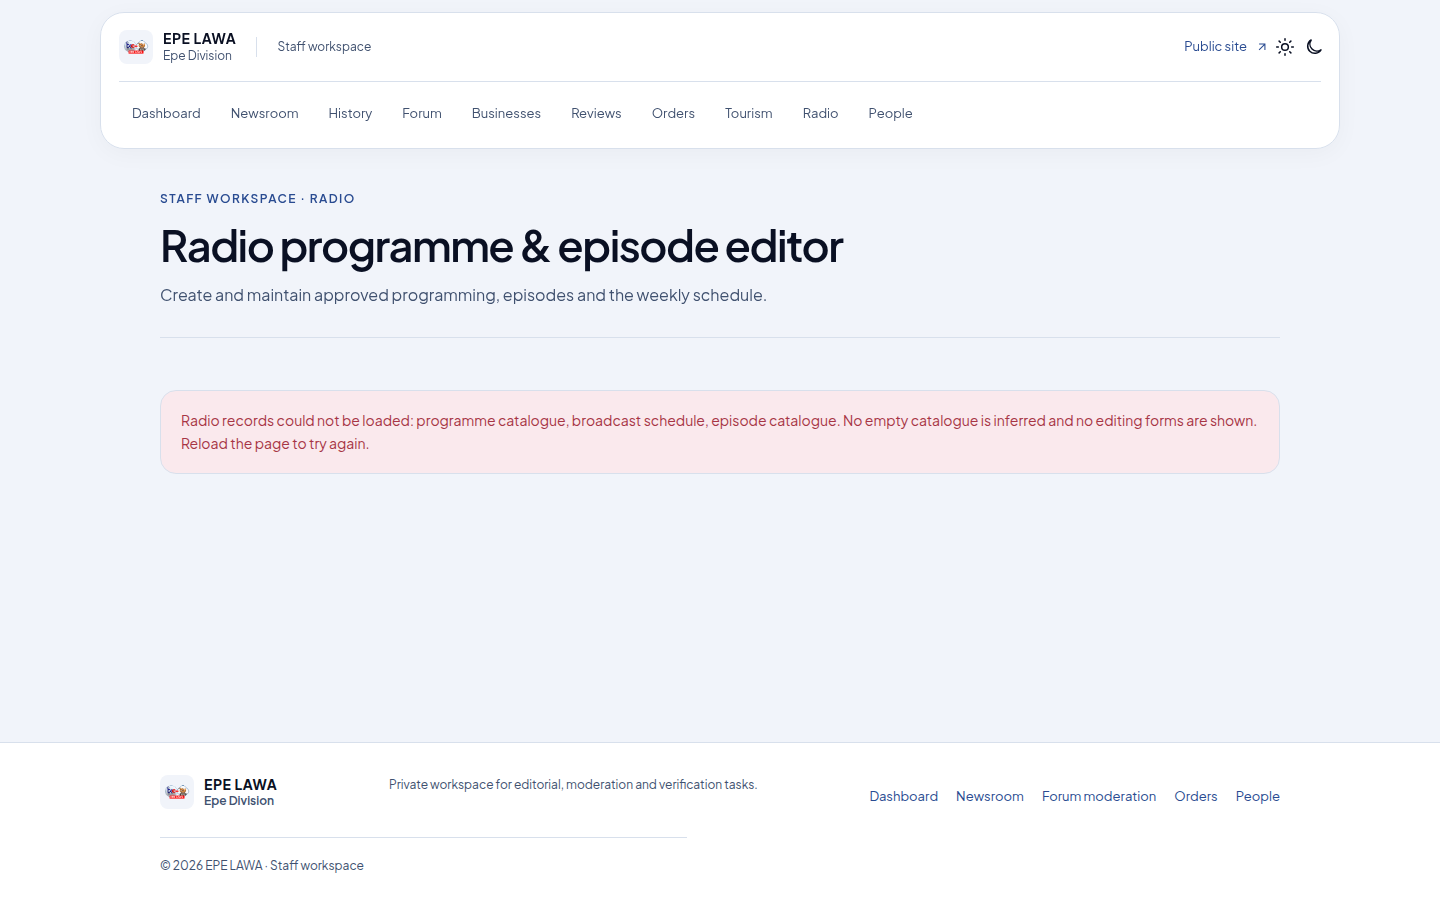 EPE LAWA
Epe Division
Staff workspace
Public site
Dashboard
Newsroom
History
Forum
Businesses
Reviews
Orders
Tourism
Radio
People
STAFF WORKSPACE · RADIO
Radio programme & episode editor
Create and maintain approved programming, episodes and the weekly schedule.
Radio records could not be loaded: programme catalogue, broadcast schedule, episode catalogue. No empty catalogue is inferred and no editing forms are shown.
Reload the page to try again.
EPE LAWA
Epe Division
Private workspace for editorial, moderation and verification tasks.
Dashboard
Newsroom
Forum moderation
Orders
People
© 2026 EPE LAWA · Staff workspace